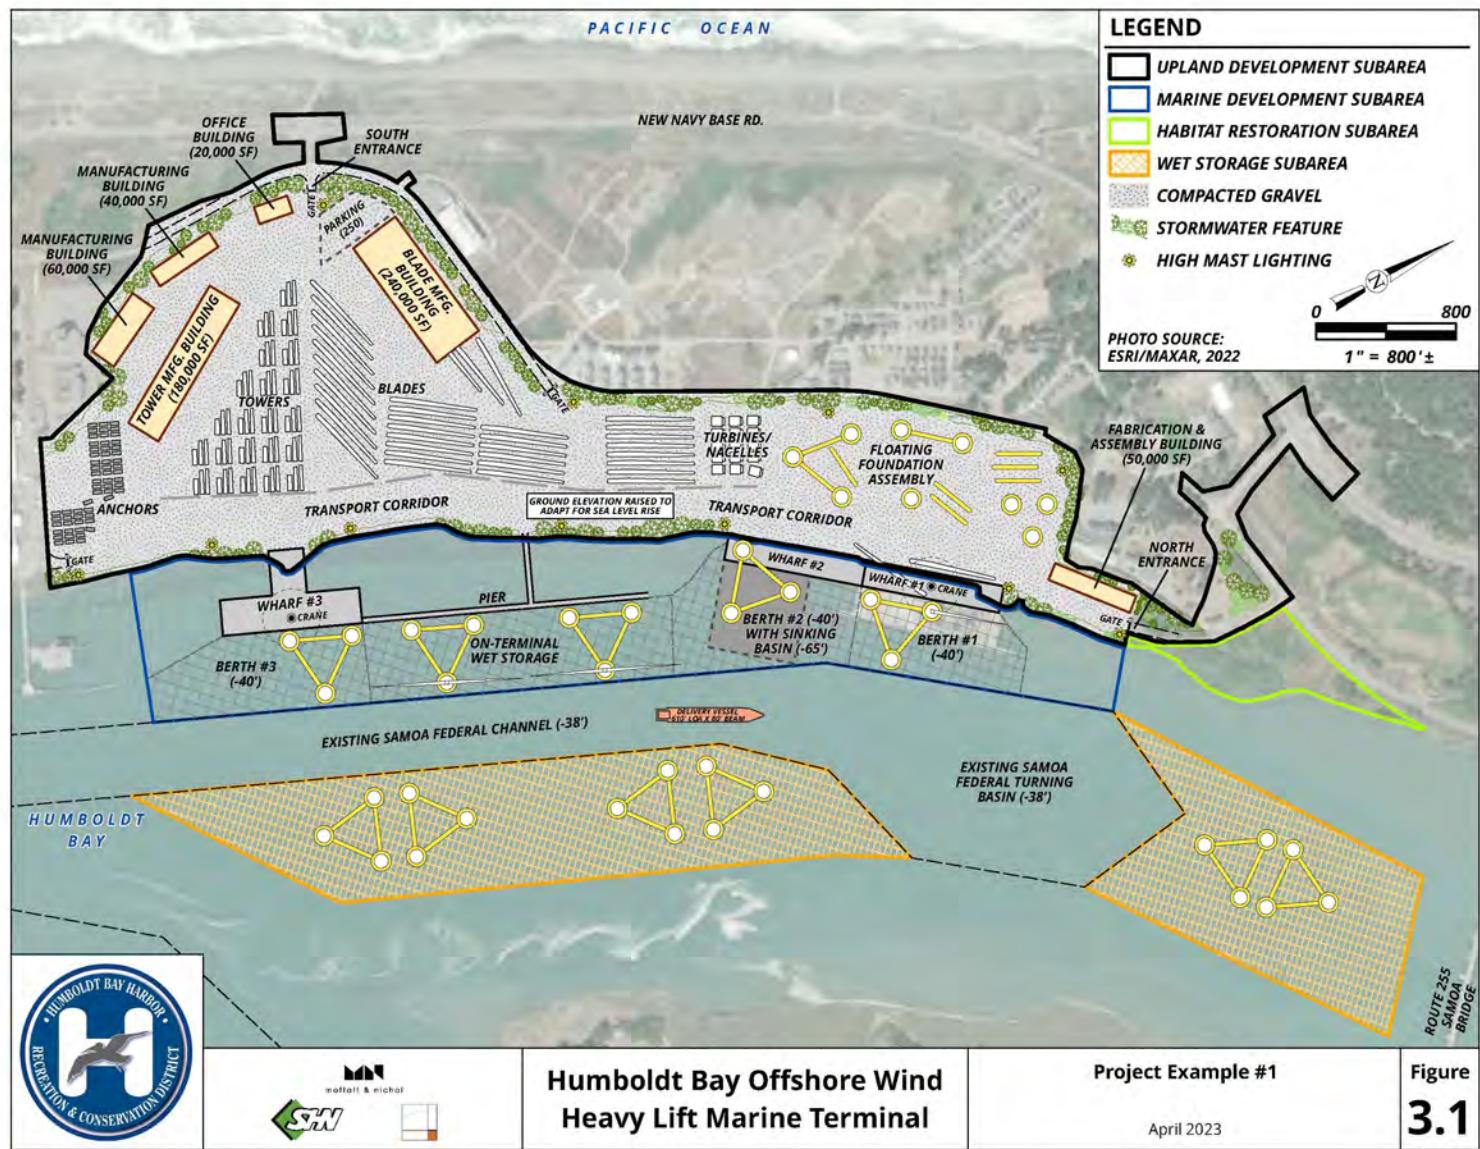 PACIFIC OCEAN
NEW NAVY BASE RD.
OFFICE
BUILDING
(20,000 SF)
SOUTH
ENTRANCE
MANUFACTURING
BUILDING
(40,000 SF)
MANUFACTURING
BUILDING
(60,000 SF)
GATE
PARKING
(250)
BLADE MFG.
BUILDING
(240,000 SF)
TOWER MFG. BUILDING
(180,000 SF)
TOWERS
BLADES
GATE
TURBINES/
NACELLES
FLOATING
FOUNDATION
ASSEMBLY
FABRICATION &
ASSEMBLY BUILDING
(50,000 SF)
ANCHORS
TRANSPORT CORRIDOR
GROUND ELEVATION RAISED TO
ADAPT FOR SEA LEVEL RISE
TRANSPORT CORRIDOR
GATE
NORTH
ENTRANCE
GATE
WHARF #3
CRANE
PIER
WHARF #2
WHARF #1
CRANE
BERTH #3
(-40')
ON-TERMINAL
WET STORAGE
BERTH #2 (-40')
WITH SINKING
BASIN (-65')
BERTH #1
(-40')
DELIVERY VESSEL
610' LOA X 80' BEAM
EXISTING SAMOA FEDERAL CHANNEL (-38')
EXISTING SAMOA
FEDERAL TURNING
BASIN (-38')
HUMBOLDT
BAY
ROUTE 255
SAMOA
BRIDGE
LEGEND
UPLAND DEVELOPMENT SUBAREA
MARINE DEVELOPMENT SUBAREA
HABITAT RESTORATION SUBAREA
WET STORAGE SUBAREA
COMPACTED GRAVEL
STORMWATER FEATURE
HIGH MAST LIGHTING
N
0 800
1" = 800'±
PHOTO SOURCE:
ESRI/MAXAR, 2022
HUMBOLDT BAY HARBOR
H
RECREATION & CONSERVATION DISTRICT
moffatt & nichol
SHN
Humboldt Bay Offshore Wind
Heavy Lift Marine Terminal
Project Example #1
April 2023
Figure
3.1